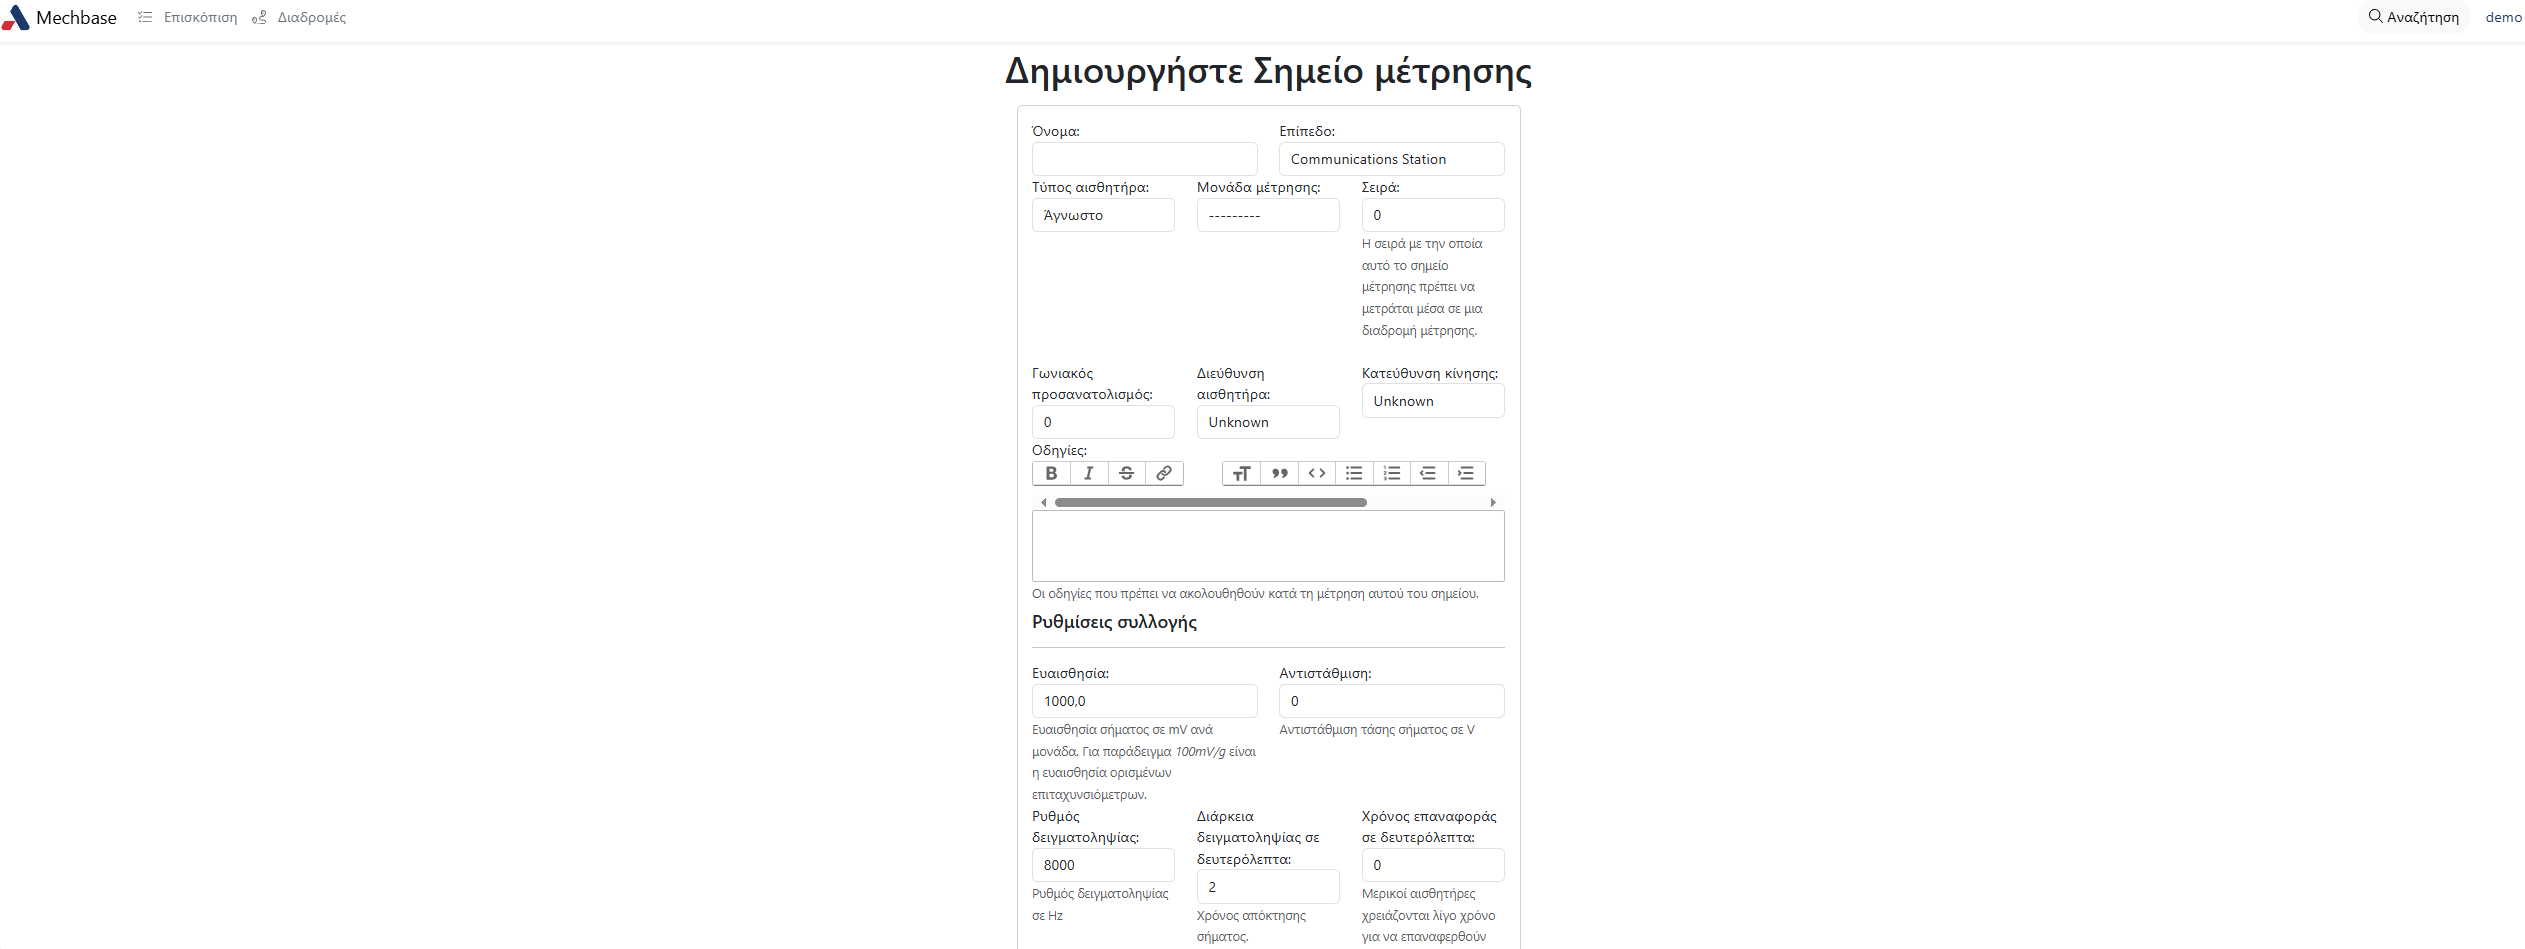 Mechbase Επισκόπιση Διαδρομές Αναζήτηση demo
Δημιουργήστε Σημείο μέτρησης
Όνομα: Επίπεδο:
Communications Station
Τύπος αισθητήρα: Μονάδα μέτρησης: Σειρά:
Άγνωστο --------- 0
Η σειρά με την οποία
αυτό το σημείο
μέτρησης πρέπει να
μετράται μέσα σε μια
διαδρομή μέτρησης.
Γωνιακός
προσανατολισμός:
0
Διεύθυνση
αισθητήρα:
Unknown
Κατεύθυνση κίνησης:
Unknown
Οδηγίες:
Οι οδηγίες που πρέπει να ακολουθηθούν κατά τη μέτρηση αυτού του σημείου.
Ρυθμίσεις συλλογής
Ευαισθησία:
1000,0
Ευαισθησία σήματος σε mV ανά
μονάδα. Για παράδειγμα 100mV/g είναι
η ευαισθησία ορισμένων
επιταχυνσιόμετρων.
Αντιστάθμιση:
0
Αντιστάθμιση τάσης σήματος σε V
Ρυθμός
δειγματοληψίας:
8000
Ρυθμός δειγματοληψίας
σε Hz
Διάρκεια
δειγματοληψίας σε
δευτερόλεπτα:
2
Χρόνος απόκτησης
σήματος.
Χρόνος επαναφοράς
σε δευτερόλεπτα:
0
Μερικοί αισθητήρες
χρειάζονται λίγο χρόνο
για να επαναφερθούν